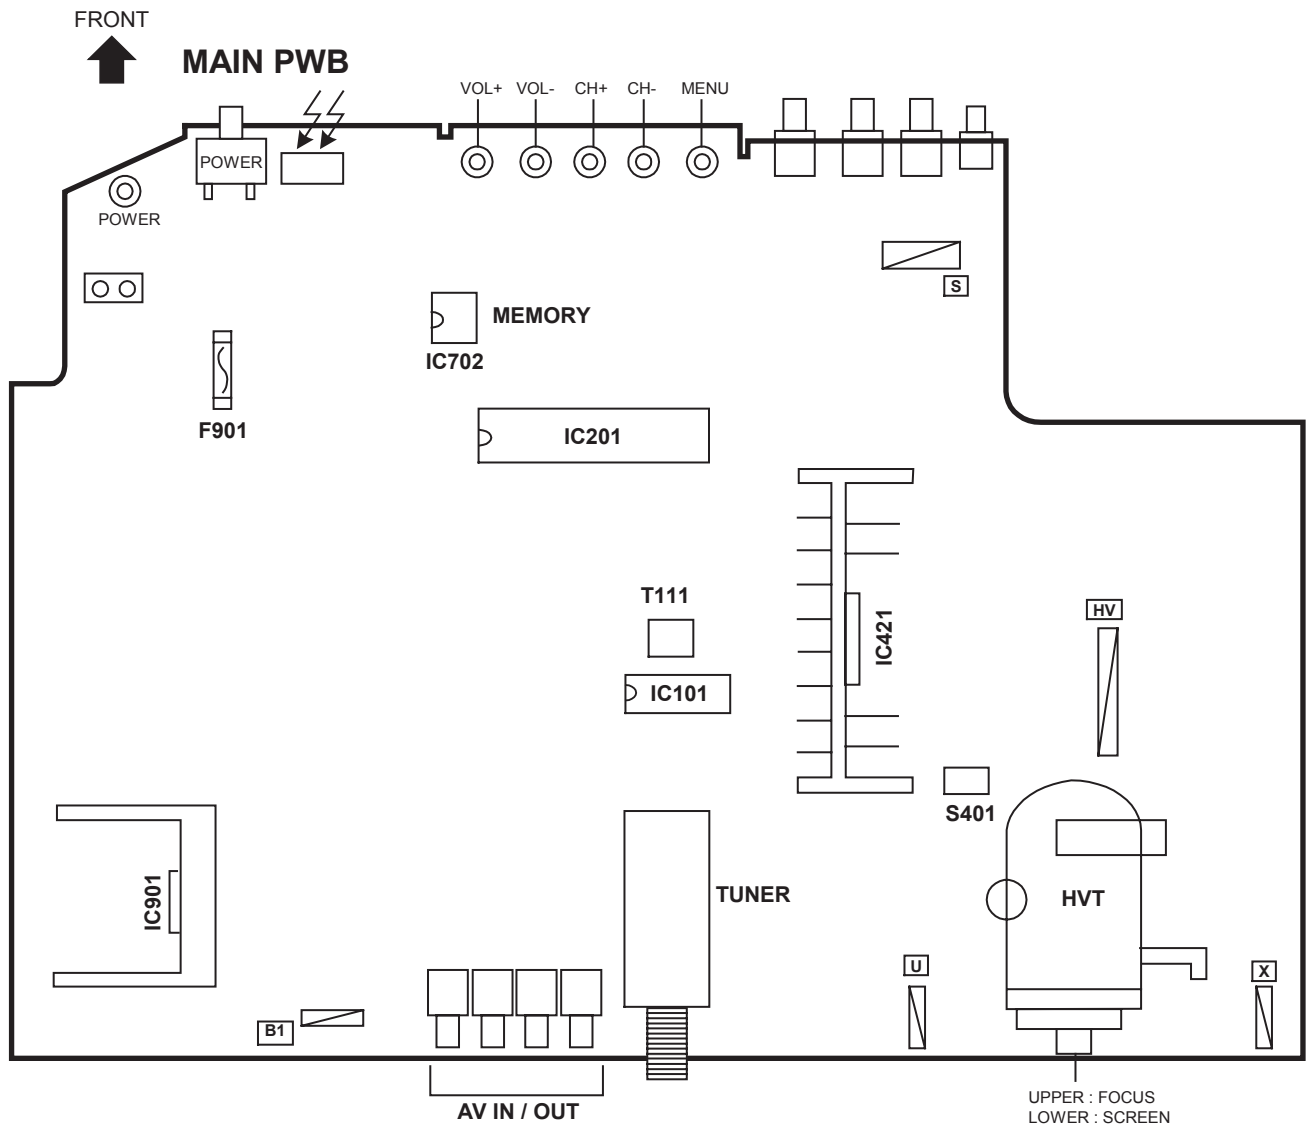 FRONT
MAIN PWB
VOL+ VOL- CH+ CH- MENU
POWER
POWER
S
MEMORY
IC702
F901
IC201
T111
HV
IC421
IC101
S401
IC901
TUNER
HVT
U
X
B1
AV IN / OUT
UPPER : FOCUS
LOWER : SCREEN